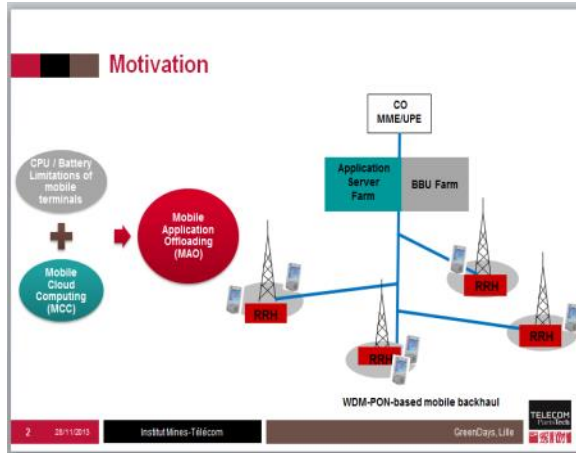 Motivation
CPU / Battery
Limitations of
mobile
terminals
Mobile
Cloud
Computing
(MCC)
Mobile
Application
Offloading
(MAO)
CO
MME/UPE
Application
Server
Farm
BBU Farm
RRH
RRH
RRH
RRH
WDM-PON-based mobile backhaul
2
28/11/2013
Institut Mines-Télécom
GreenDays, Lille
TELECOM
ParisTech